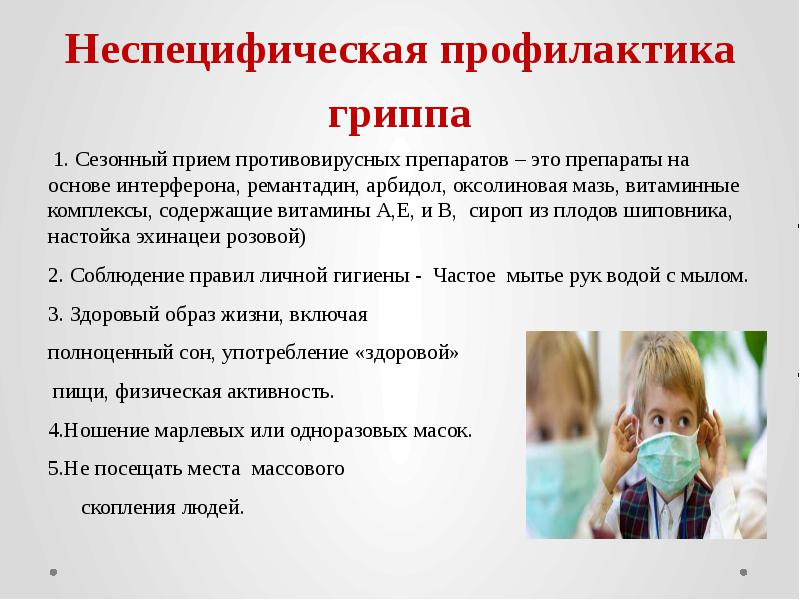 Неспецифическая профилактика
гриппа
1. Сезонный прием противовирусных препаратов – это препараты на
основе интерферона, ремантадин, арбидол, оксолиновая мазь, витаминные
комплексы, содержащие витамины А,Е, и В, сироп из плодов шиповника,
настойка эхинацеи розовой)
2. Соблюдение правил личной гигиены - Частое мытье рук водой с мылом.
3. Здоровый образ жизни, включая
полноценный сон, употребление «здоровой»
пищи, физическая активность.
4.Ношение марлевых или одноразовых масок.
5.Не посещать места массового
скопления людей.